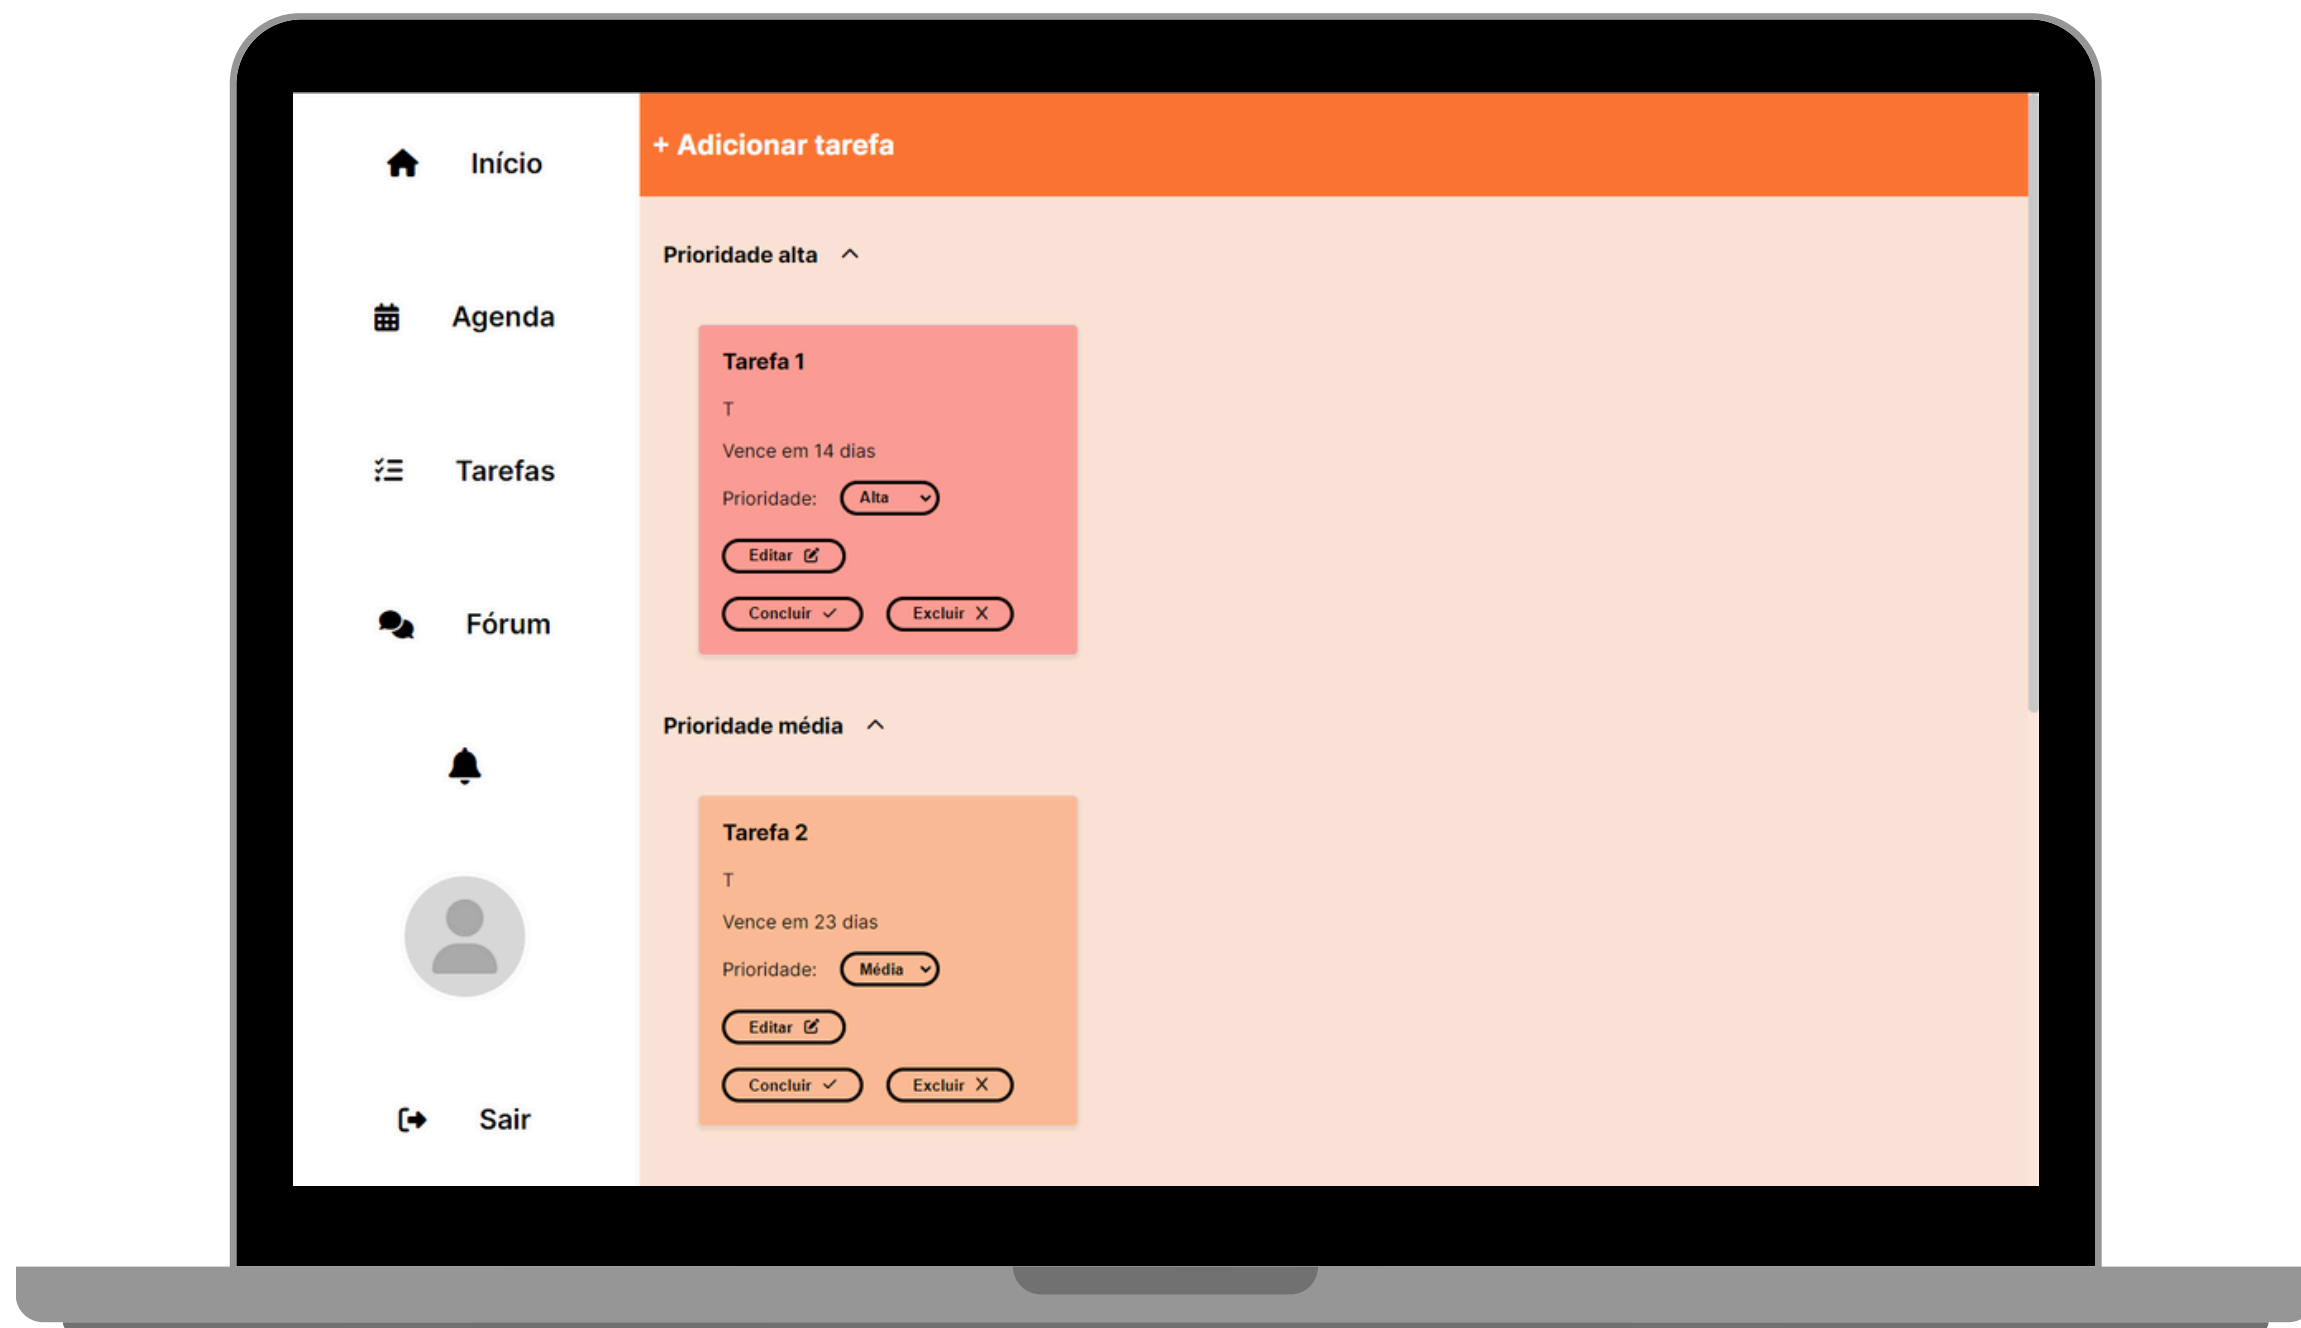 Início
Agenda
Tarefas
Fórum
Sair
+ Adicionar tarefa
Prioridade alta
Tarefa 1
T
Vence em 14 dias
Prioridade: Alta
Editar
Concluir Excluir
Prioridade média
Tarefa 2
T
Vence em 23 dias
Prioridade: Média
Editar
Concluir Excluir